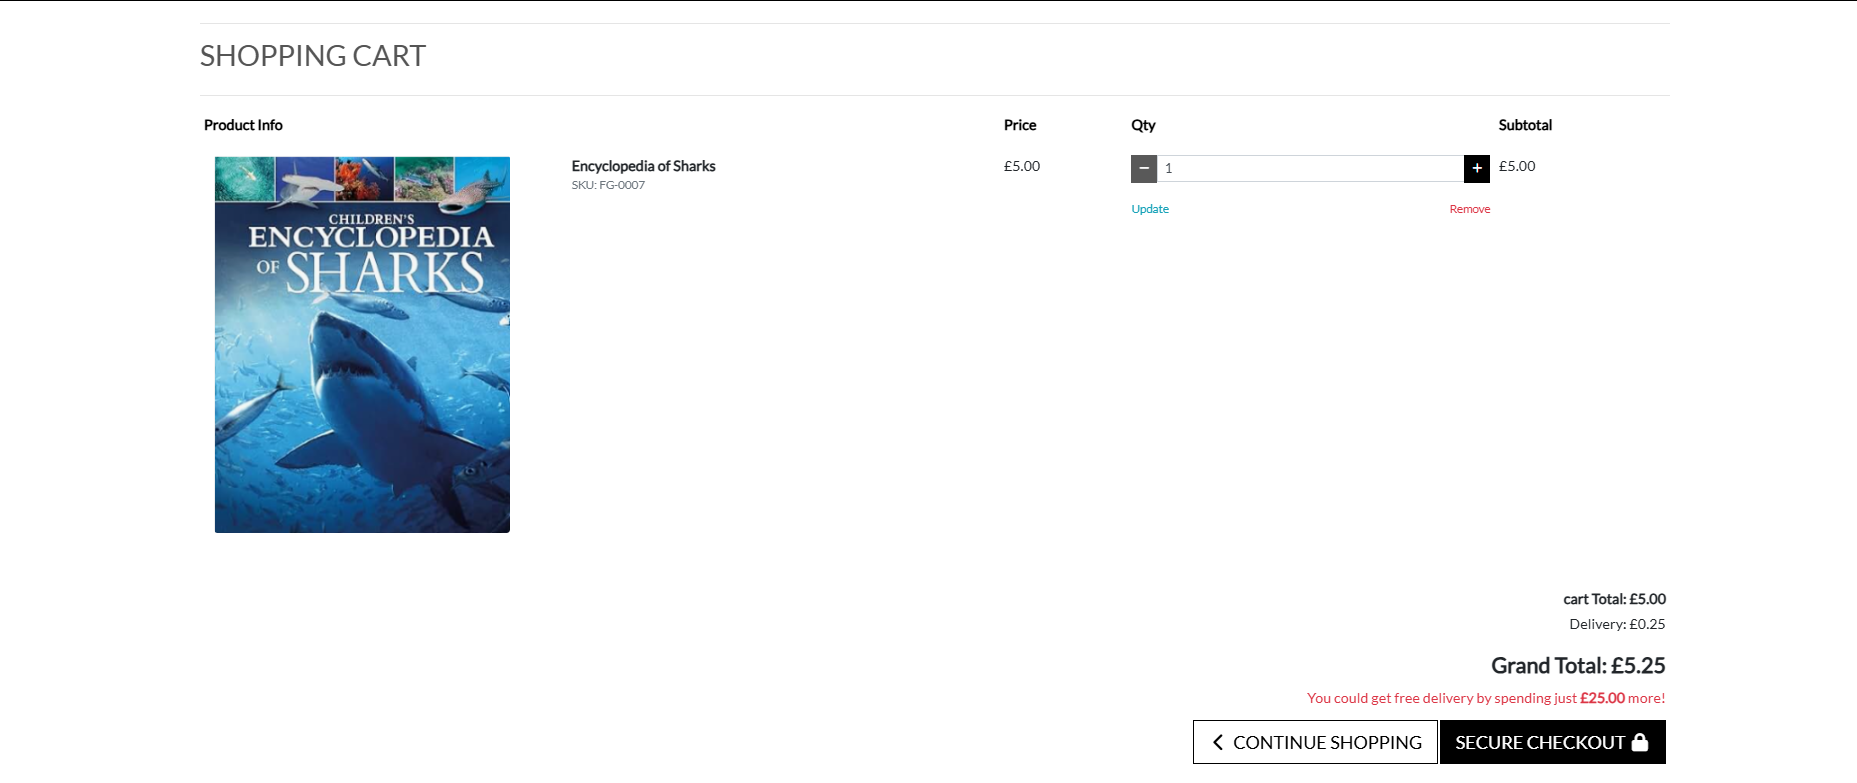 SHOPPING CART
Product Info Price Qty Subtotal
CHILDREN'S
ENCYCLOPEDIA
OF SHARKS
Encyclopedia of Sharks £5.00 1 £5.00
SKU: FG-0007
Update Remove
cart Total: £5.00
Delivery: £0.25
Grand Total: £5.25
You could get free delivery by spending just £25.00 more!
CONTINUE SHOPPING SECURE CHECKOUT